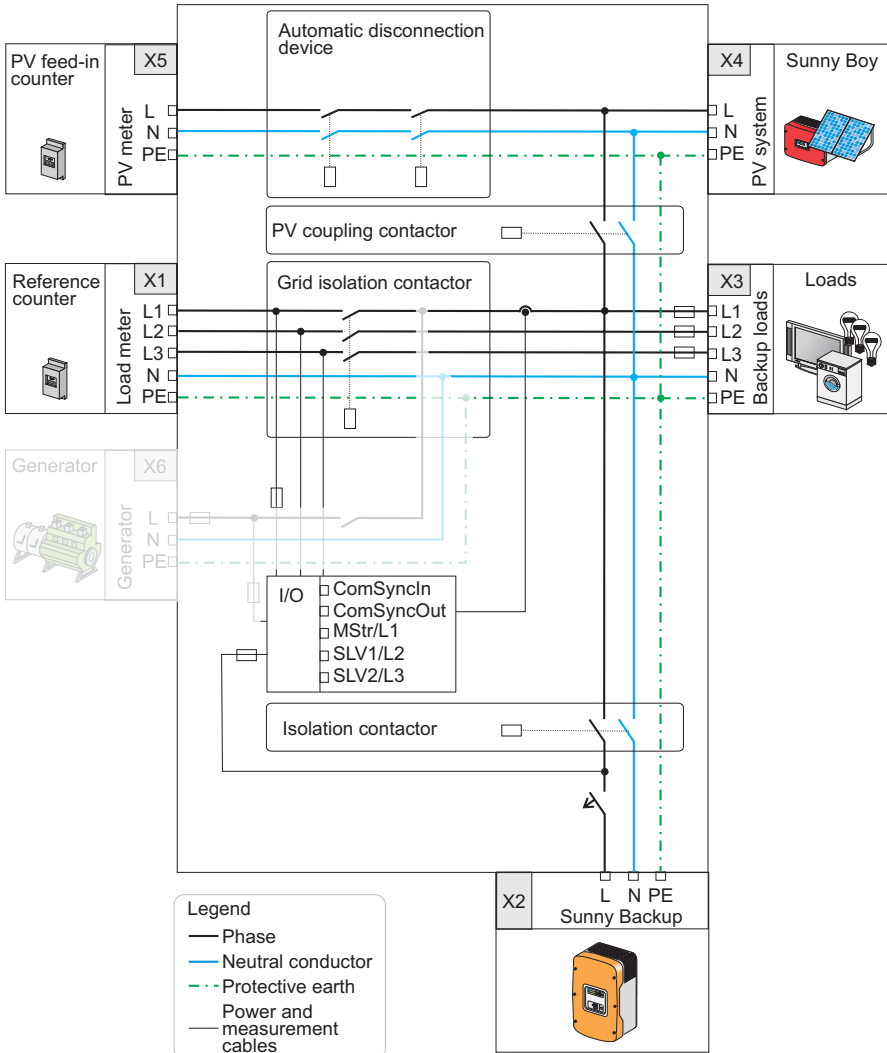 Automatic disconnection
device
PV feed-in
counter
X5
L
N
PE
PV meter
X4
Sunny Boy
L
N
PE
PV system
PV coupling contactor
Reference
counter
X1
L1
L2
L3
N
PE
Load meter
Grid isolation contactor
X3
Loads
L1
L2
L3
N
PE
Backup loads
Generator
X6
L
N
PE
Generator
I/O
ComSyncIn
ComSyncOut
MStr/L1
SLV1/L2
SLV2/L3
Isolation contactor
X2
L N PE
Sunny Backup
Legend
Phase
Neutral conductor
Protective earth
Power and
measurement
cables